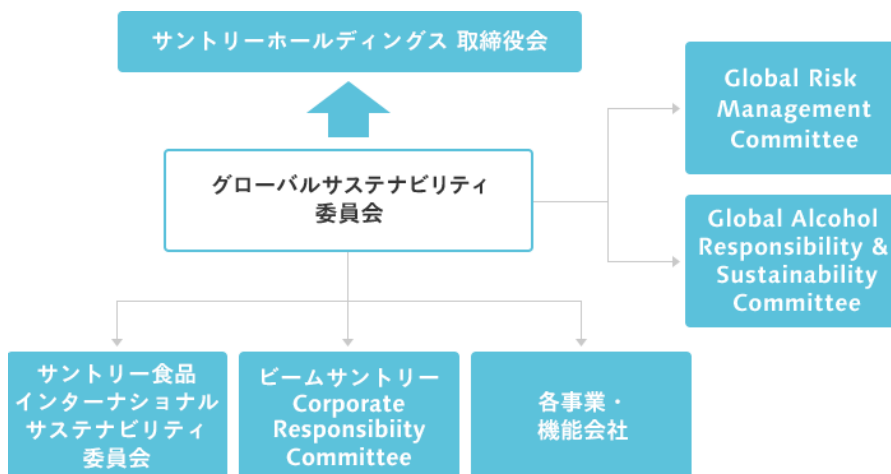 サントリーホールディングス 取締役会
Global Risk
Management
Committee
グローバルサステナビリティ
委員会
Global Alcohol
Responsibility &
Sustainability
Committee
サントリー食品
インターナショナル
サステナビリティ
委員会
ビームサントリー
Corporate
Responsibiity
Committee
各事業・
機能会社